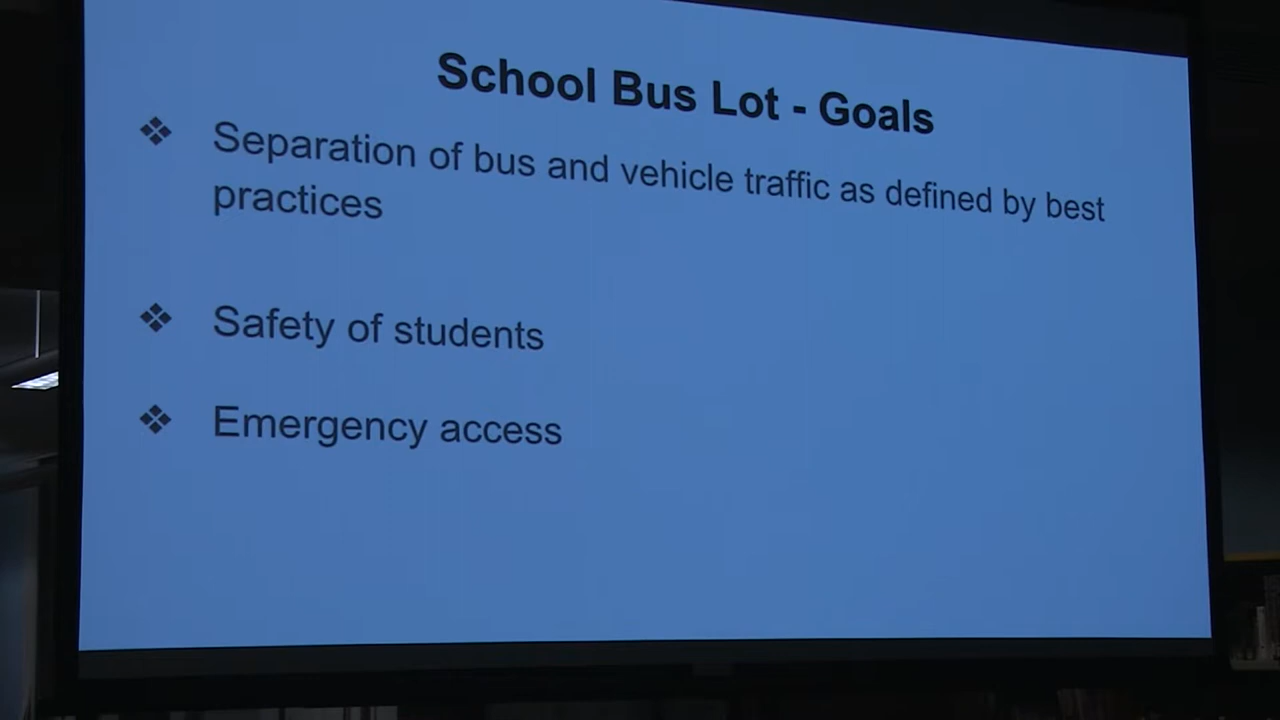 School Bus Lot - Goals
❖ Separation of bus and vehicle traffic as defined by best
practices
❖ Safety of students
❖ Emergency access